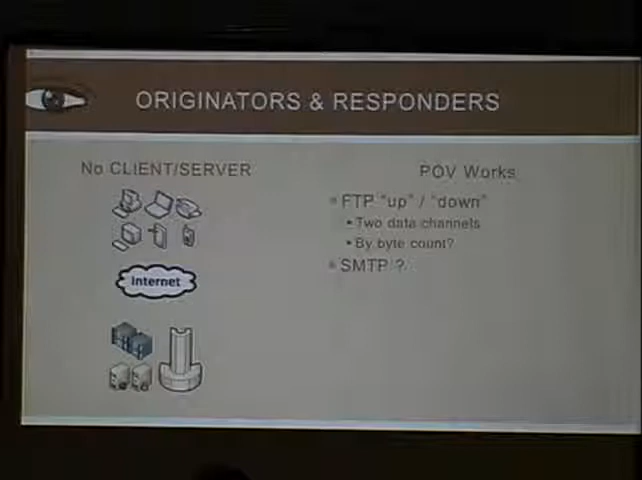 ORIGINATORS & RESPONDERS
No CLIENT/SERVER
Internet
POV Works
FTP "up" / "down"
Two data channels
By byte count?
SMTP ?